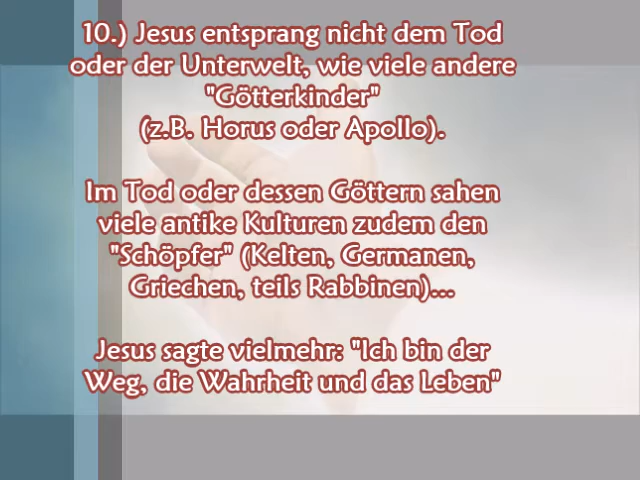 10.) Jesus entsprang nicht dem Tod
oder der Unterwelt, wie viele andere
"Götterkinder"
(z.B. Horus oder Apollo).
Im Tod oder dessen Göttern sahen
viele antike Kulturen zudem den
"Schöpfer" (Kelten, Germanen,
Griechen, teils Rabbinen)...
Jesus sagte vielmehr: "Ich bin der
Weg, die Wahrheit und das Leben"